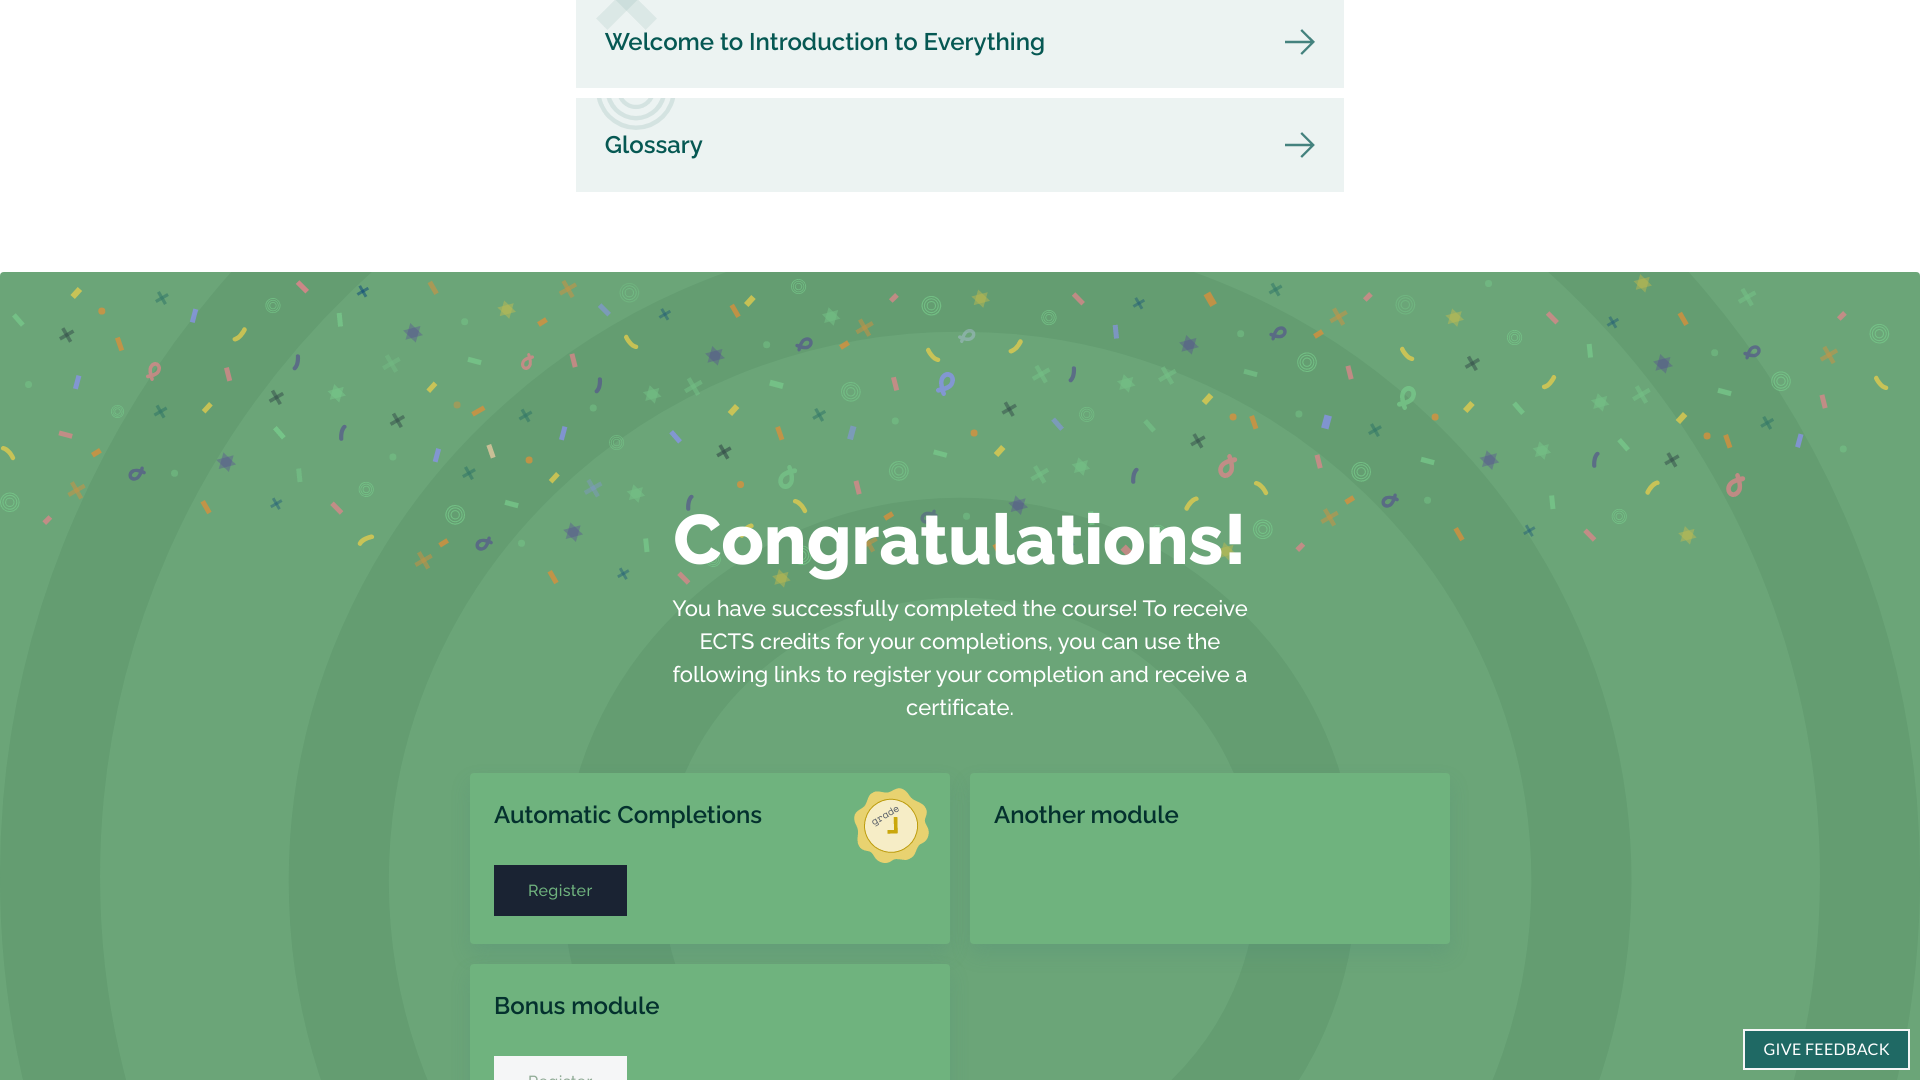 Welcome to Introduction to Everything
Glossary
Congratulations!
You have successfully completed the course! To receive
ECTS credits for your completions, you can use the
following links to register your completion and receive a
certificate.
Automatic Completions
grade
Register
Another module
Bonus module
Register
GIVE FEEDBACK